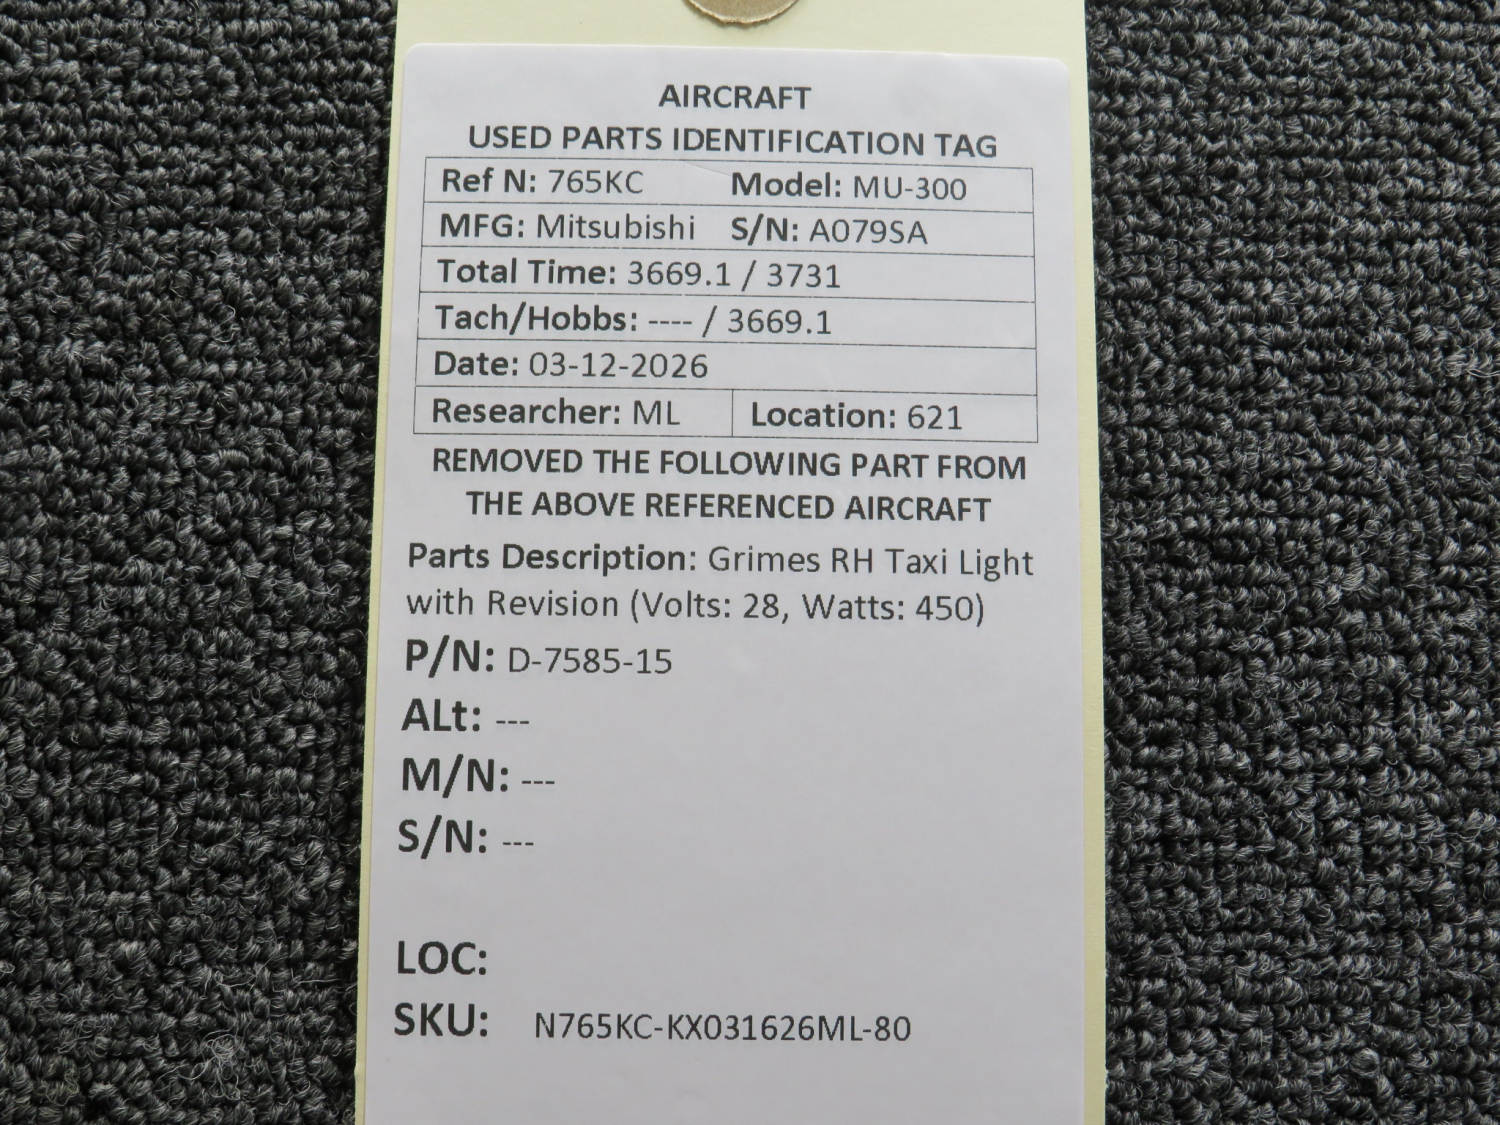 AIRCRAFT
USED PARTS IDENTIFICATION TAG
Ref N: 765KC Model: MU-300
MFG: Mitsubishi S/N: A079SA
Total Time: 3669.1 / 3731
Tach/Hobbs: ---- / 3669.1
Date: 03-12-2026
Researcher: ML Location: 621
REMOVED THE FOLLOWING PART FROM
THE ABOVE REFERENCED AIRCRAFT
Parts Description: Grimes RH Taxi Light
with Revision (Volts: 28, Watts: 450)
P/N: D-7585-15
ALt: ---
M/N: ---
S/N: ---
LOC:
SKU: N765KC-KX031626ML-80